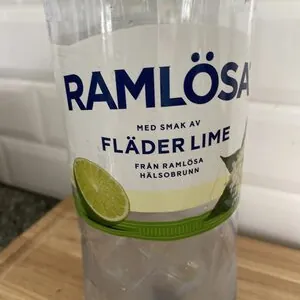 RAMLÖSA
MED SMAK AV
FLÄDER LIME
FRÅN RAMLÖSA
HÄLSOBRUNN